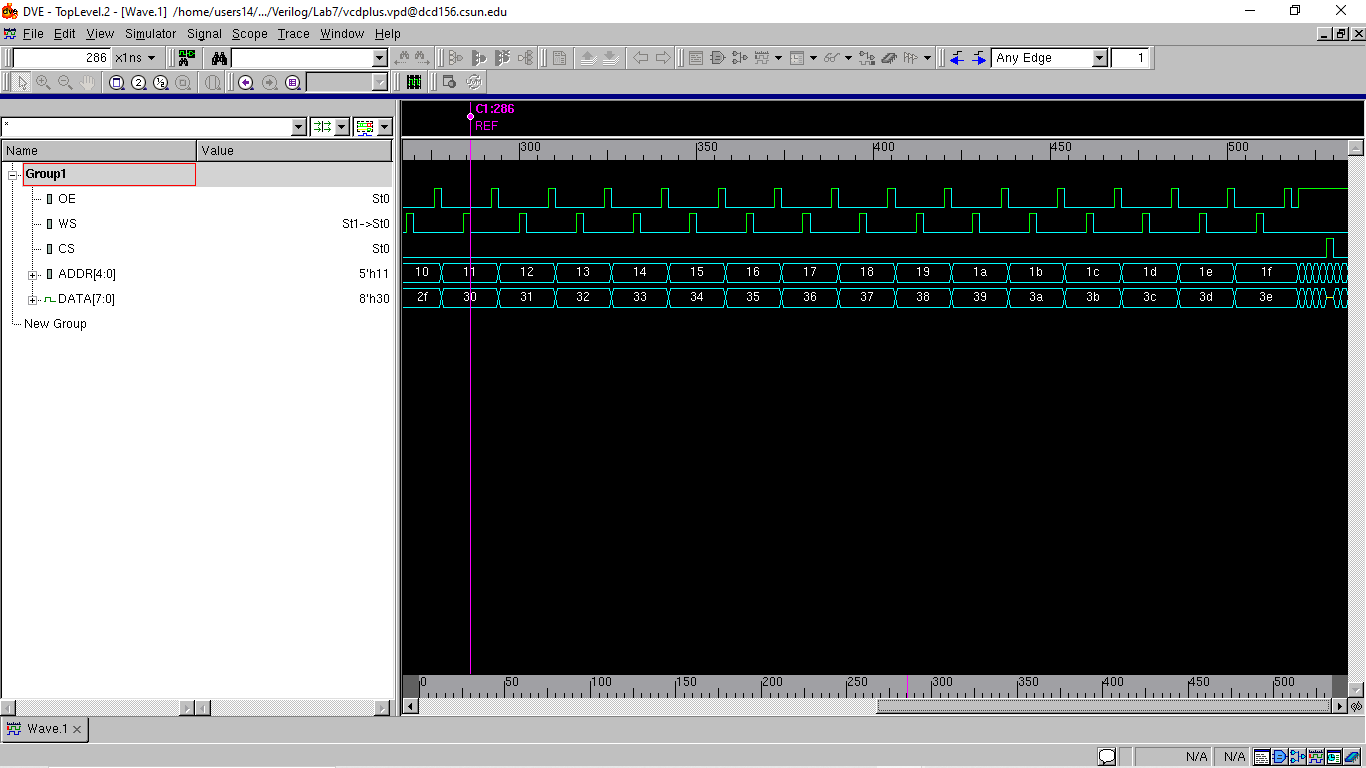 DVE - TopLevel.2 - [Wave.1] /home/users14/.../Verilog/Lab7/vcdplus.vpd@dcd156.csun.edu
File Edit View Simulator Signal Scope Trace Window Help
286 x1ns Any Edge 1
C1:286
REF
*
Name Value
300 350 400 450 500
Group1
OE St0
WS St1->St0
CS St0
ADDR[4:0] 5'h11 10 11 12 13 14 15 16 17 18 19 1a 1b 1c 1d 1e 1f
DATA[7:0] 8'h30 2f 30 31 32 33 34 35 36 37 38 39 3a 3b 3c 3d 3e
New Group
0 50 100 150 200 250 300 350 400 450 500
Wave.1
N/A N/A